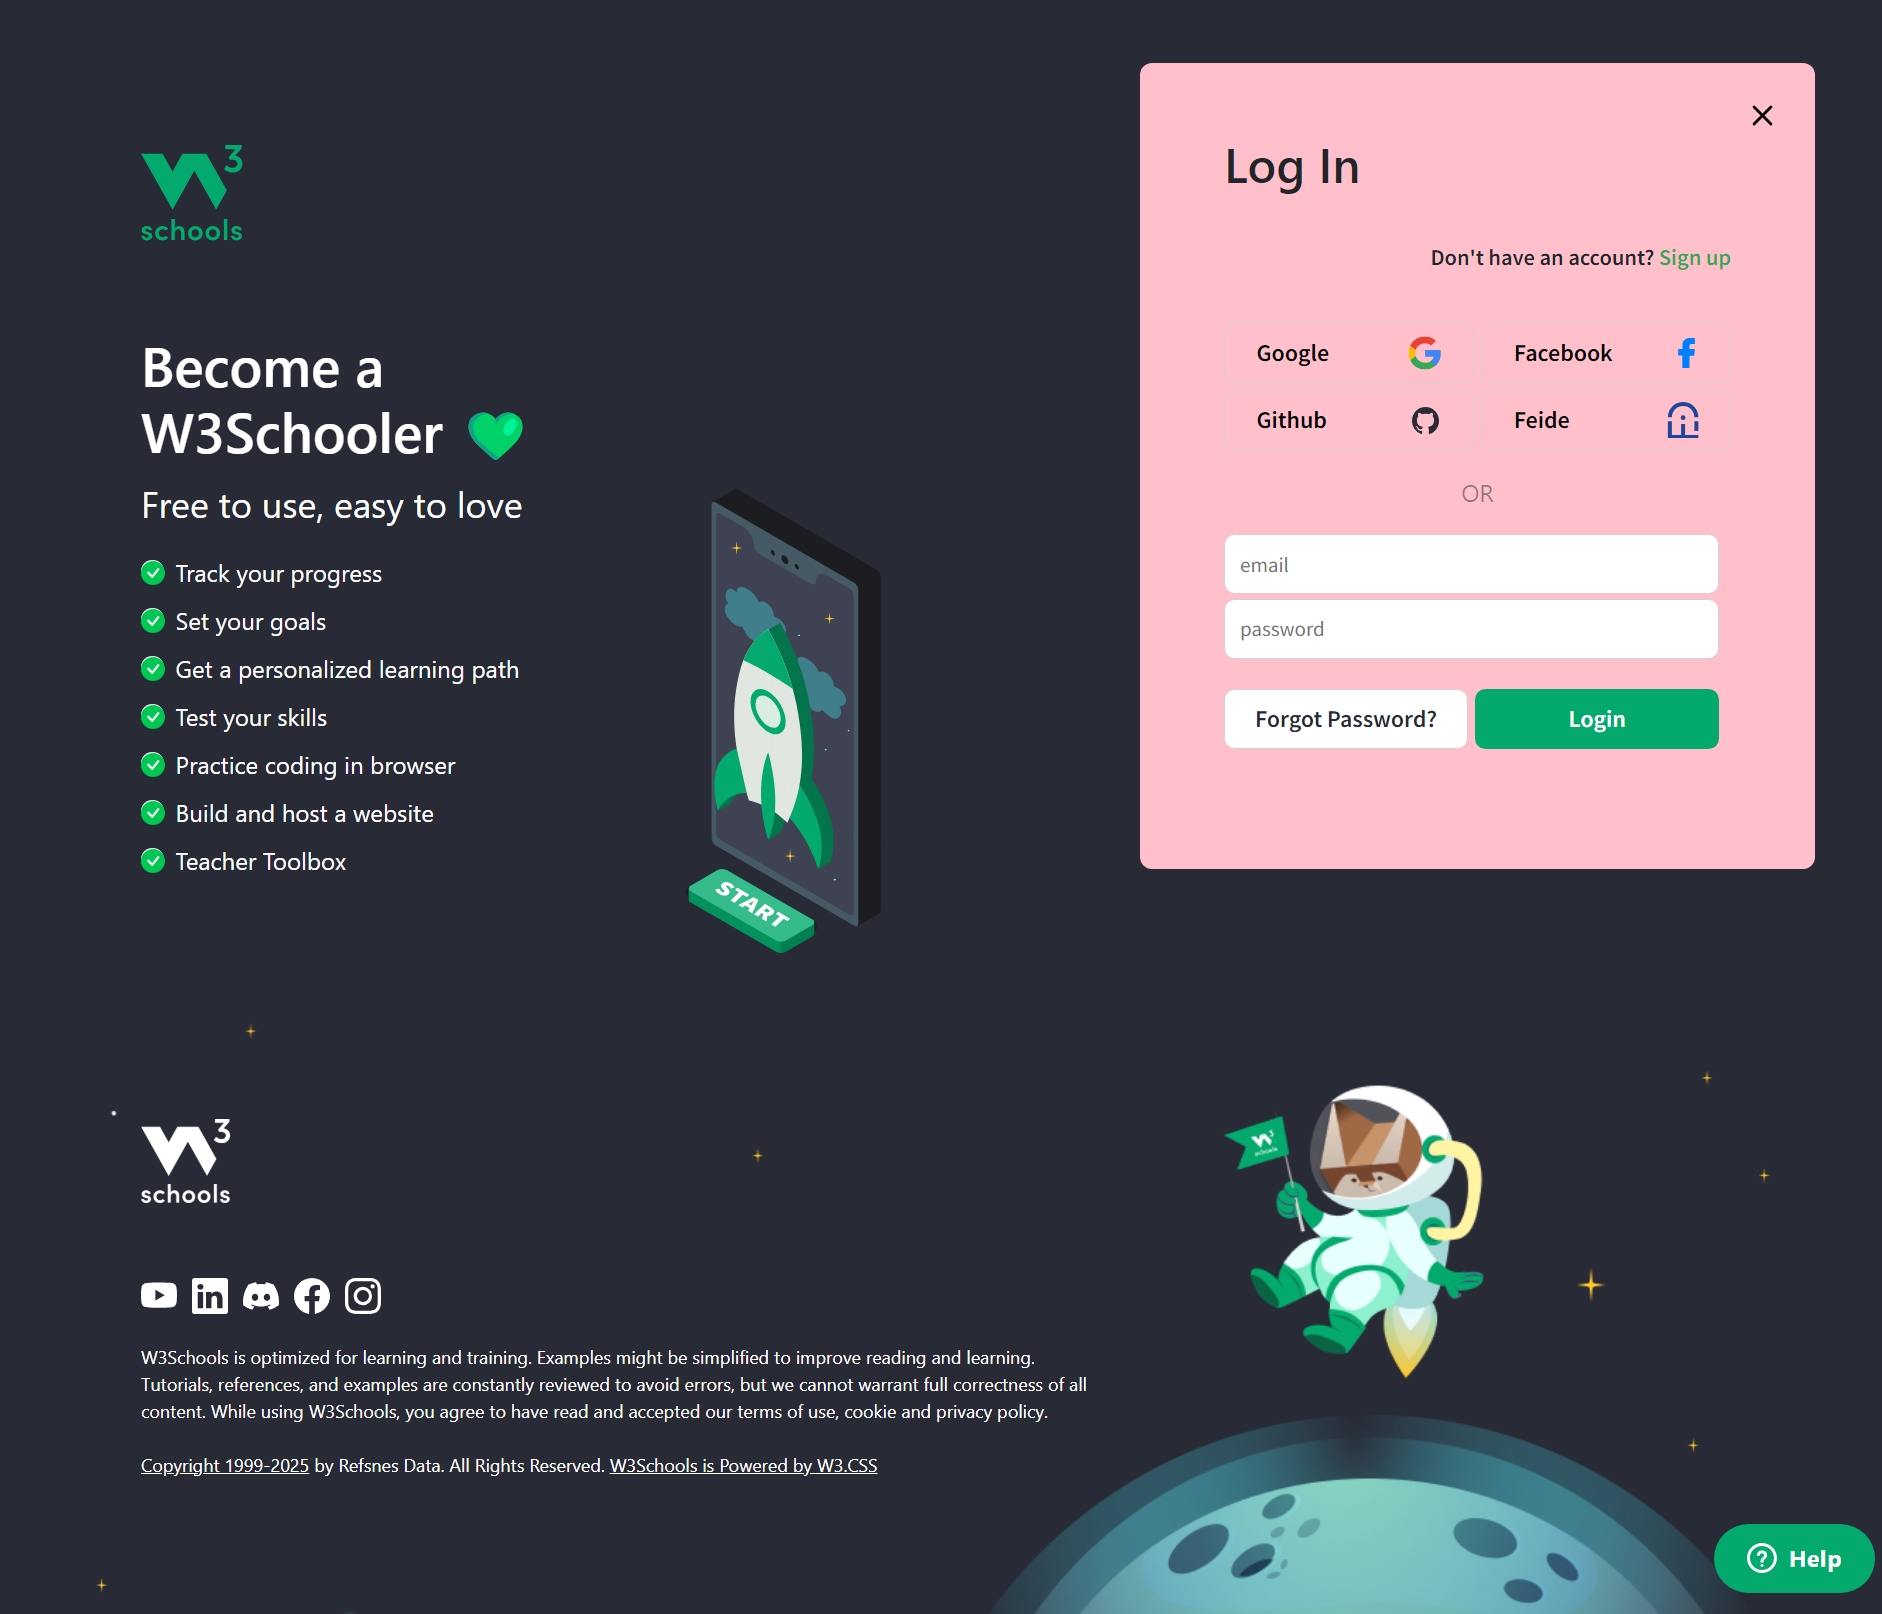 W3
schools
Become a
W3Schooler
Free to use, easy to love
Track your progress
Set your goals
Get a personalized learning path
Test your skills
Practice coding in browser
Build and host a website
Teacher Toolbox
START
Log In
Don't have an account? Sign up
Google
Facebook
Github
Feide
OR
email
password
Forgot Password?
Login
W3
schools
W3
schools
W3Schools is optimized for learning and training. Examples might be simplified to improve reading and learning.
Tutorials, references, and examples are constantly reviewed to avoid errors, but we cannot warrant full correctness of all
content. While using W3Schools, you agree to have read and accepted our terms of use, cookie and privacy policy.
Copyright 1999-2025 by Refsnes Data. All Rights Reserved. W3Schools is Powered by W3.CSS
Help